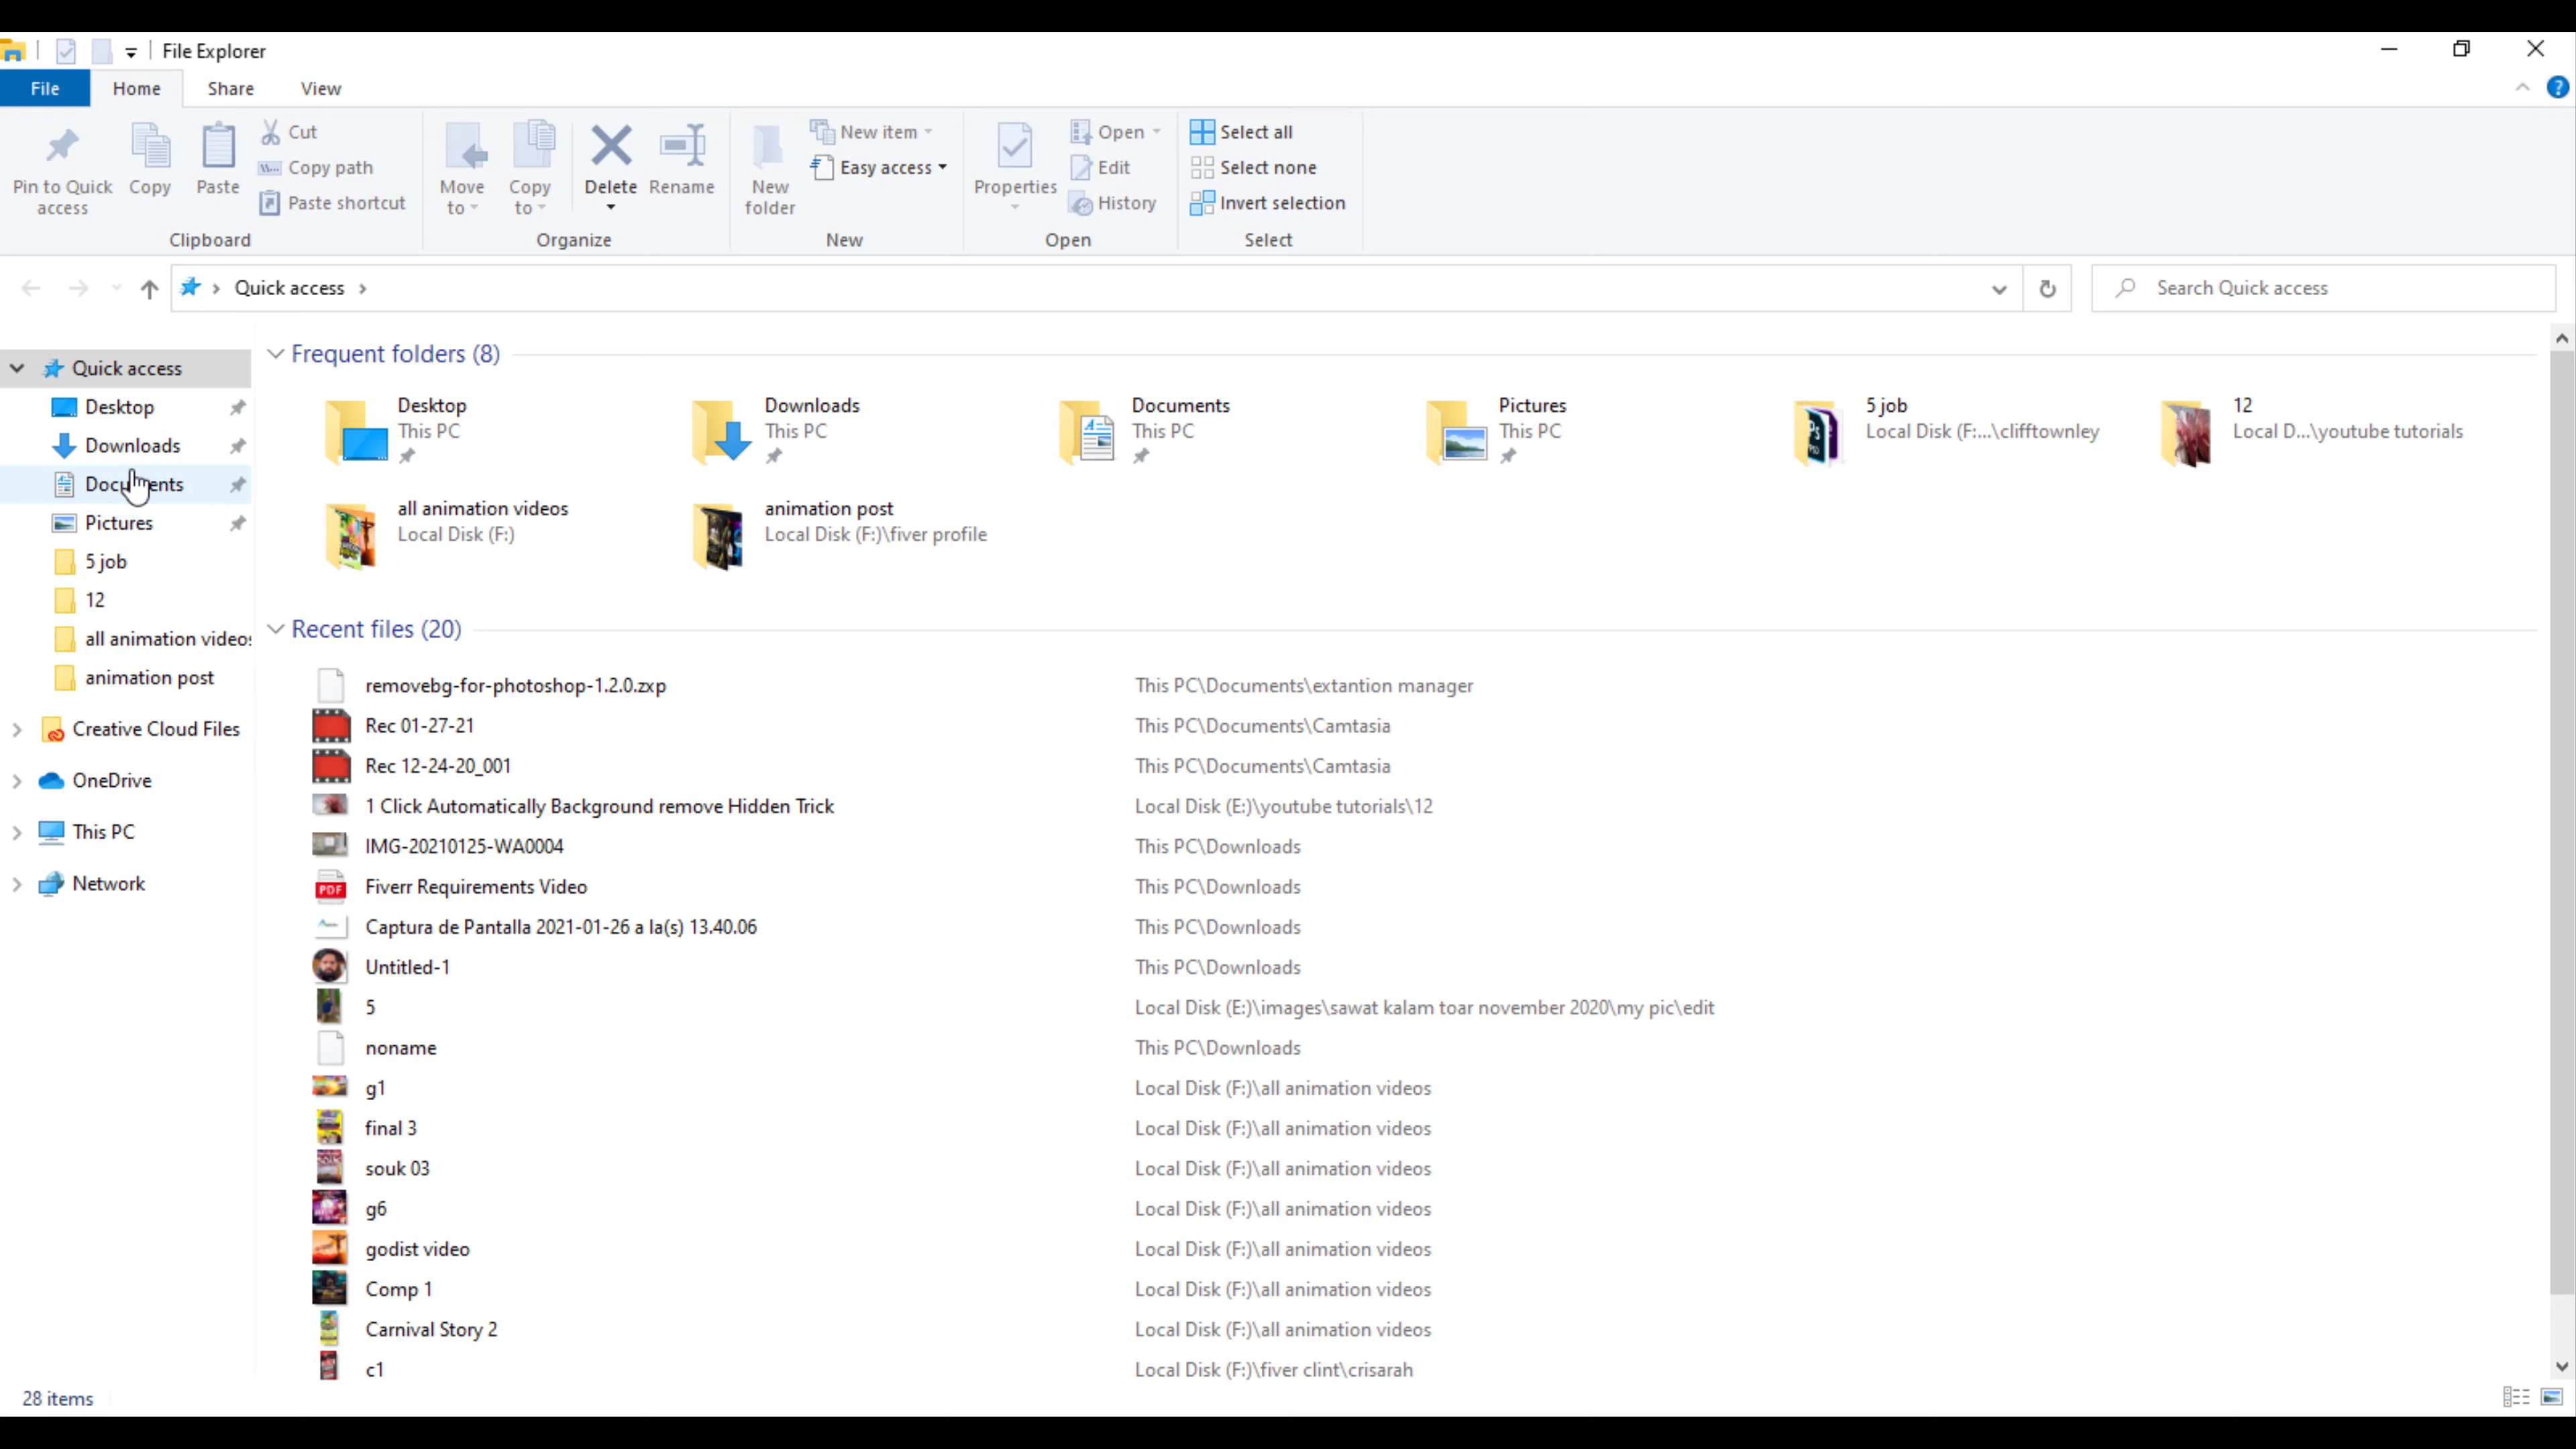 File Explorer
File Home Share View
Pin to Quick access
Copy
Paste
Cut
Copy path
Paste shortcut
Clipboard
Move to
Copy to
Delete
Rename
Organize
New folder
New item
Easy access
New
Properties
Open
Edit
History
Open
Select all
Select none
Invert selection
Select
Quick access
Search Quick access
Quick access
Desktop
Downloads
Documents
Pictures
5 job
12
all animation videos
animation post
Creative Cloud Files
OneDrive
This PC
Network
Frequent folders (8)
Desktop
This PC
Downloads
This PC
Documents
This PC
Pictures
This PC
5 job
Local Disk (F:...\clifftownley
12
Local D...\youtube tutorials
all animation videos
Local Disk (F:)
animation post
Local Disk (F:)\fiver profile
Recent files (20)
removebg-for-photoshop-1.2.0.zxp This PC\Documents\extantion manager
Rec 01-27-21 This PC\Documents\Camtasia
Rec 12-24-20_001 This PC\Documents\Camtasia
1 Click Automatically Background remove Hidden Trick Local Disk (E:)\youtube tutorials\12
IMG-20210125-WA0004 This PC\Downloads
PDF Fiverr Requirements Video This PC\Downloads
Captura de Pantalla 2021-01-26 a la(s) 13.40.06 This PC\Downloads
Untitled-1 This PC\Downloads
5 Local Disk (E:)\images\sawat kalam toar november 2020\my pic\edit
noname This PC\Downloads
g1 Local Disk (F:)\all animation videos
final 3 Local Disk (F:)\all animation videos
souk 03 Local Disk (F:)\all animation videos
g6 Local Disk (F:)\all animation videos
godist video Local Disk (F:)\all animation videos
Comp 1 Local Disk (F:)\all animation videos
Carnival Story 2 Local Disk (F:)\all animation videos
c1 Local Disk (F:)\fiver clint\crisarah
28 items